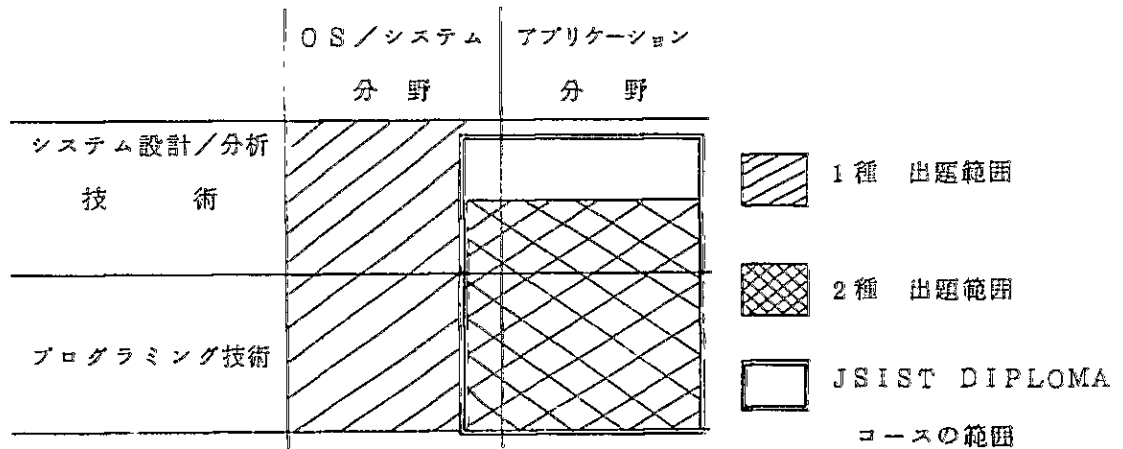 OS/システム アプリケーション
分野 分野
システム設計/分析
技術
プログラミング技術
1種 出題範囲
2種 出題範囲
JSIST DIPLOMA
コースの範囲